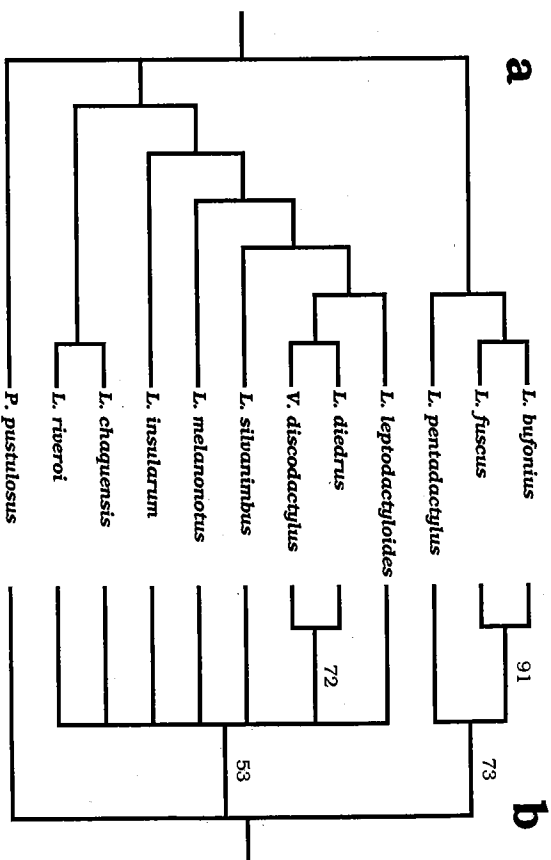 a
b
L. bufonius
L. fuscus
L. pentadactylus
L. leptodactyloides
L. diedrus
V. discodactylus
L. silvanimbus
L. melanonotus
L. insularum
L. chaquensis
L. riveroi
P. pustulosus
91
73
72
53